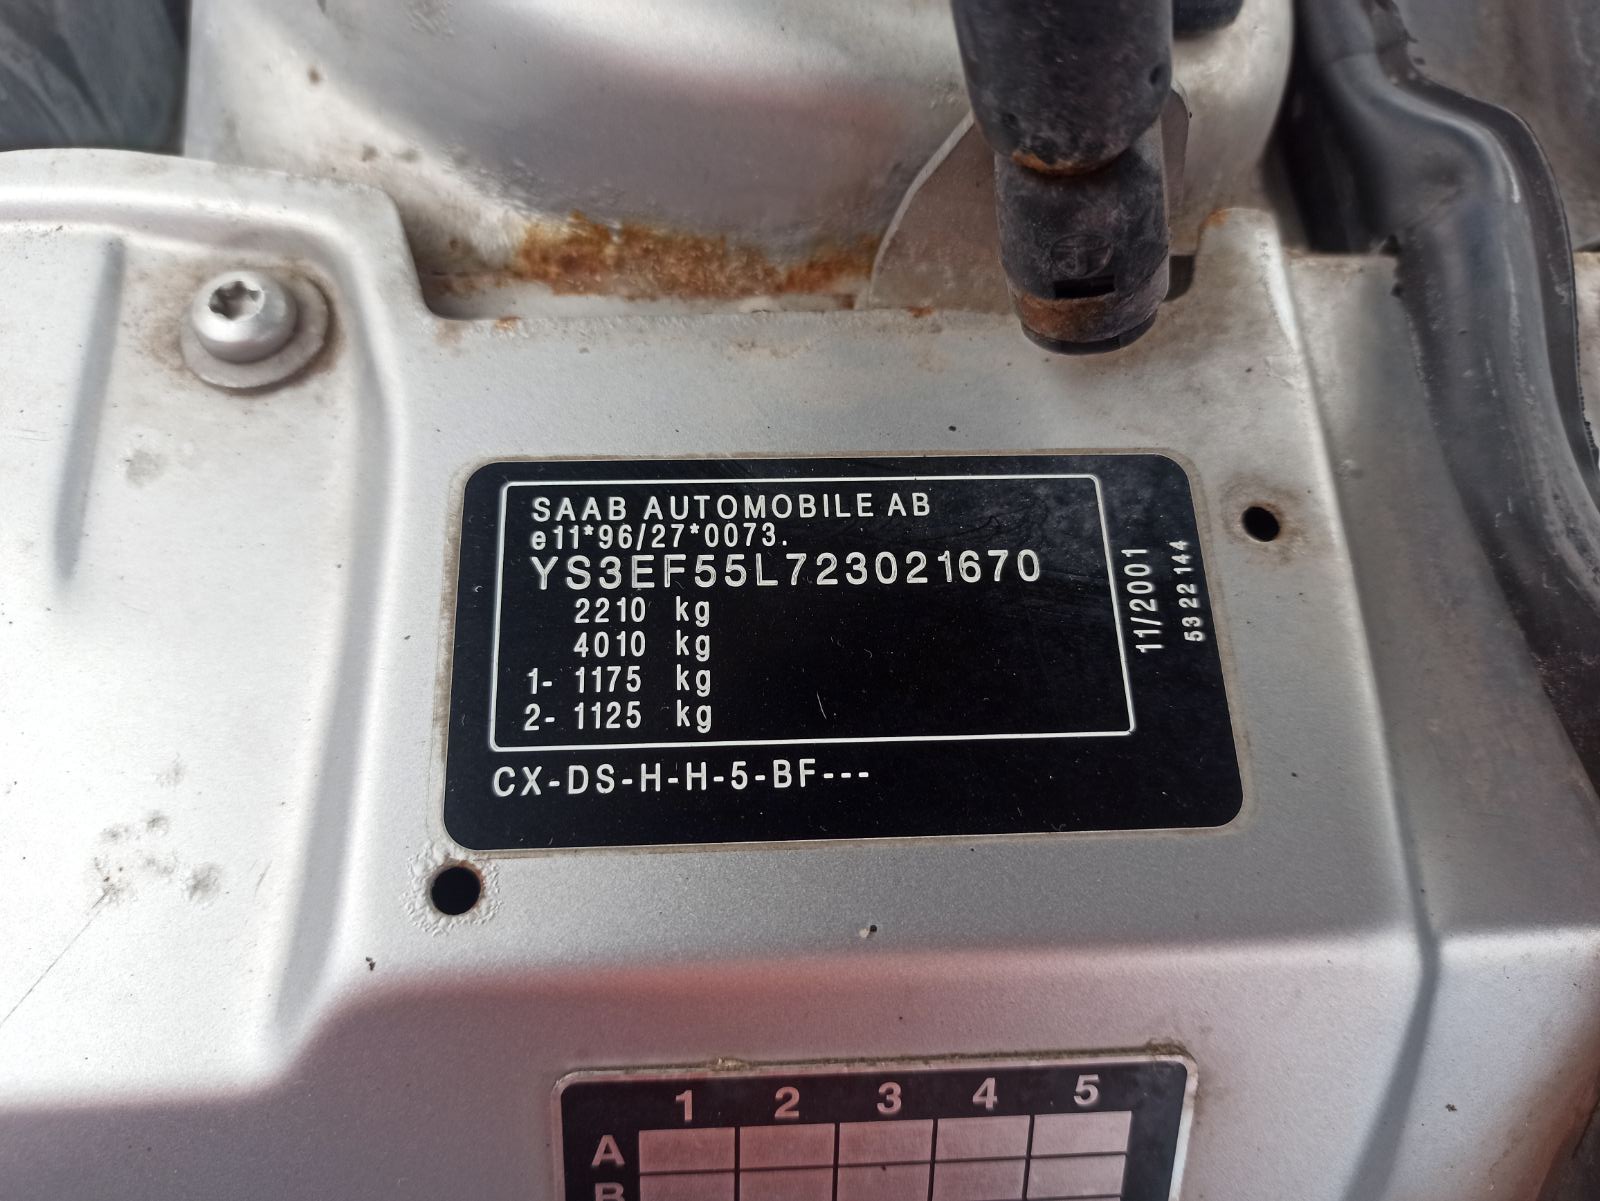 SAAB AUTOMOBILE AB
e11*96/27*0073.
YS3EF55L723021670
2210 kg
4010 kg
1- 1175 kg
2- 1125 kg
CX-DS-H-H-5-BF---
11/2001
53 22 144
1 2 3 4 5
A
B